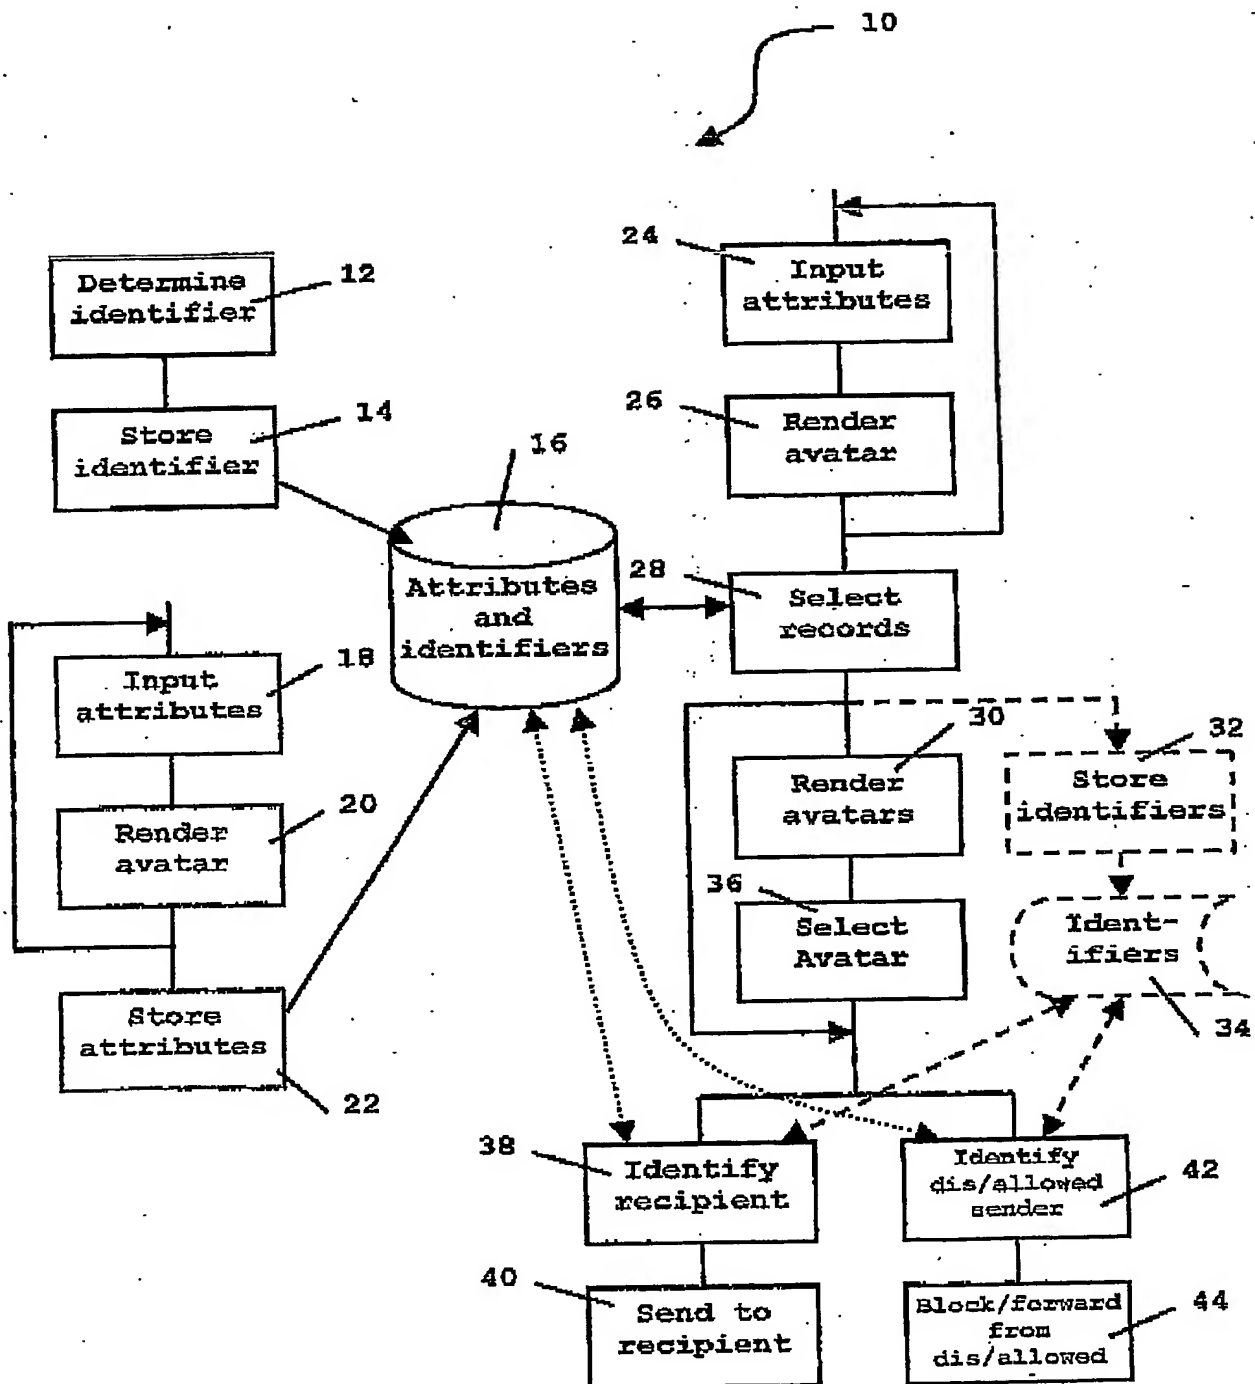 10
24
Input
attributes
Determine
identifier
12
26
Render
avatar
Store
identifier
14
16
Attributes
and
identifiers
28
Select
records
18
Input
attributes
30
Render
avatars
32
Store
identifiers
20
Render
avatar
36
Select
Avatar
Ident-
ifiers
34
Store
attributes
22
38
Identify
recipient
Identify
dis/allowed
sender
42
40
Send to
recipient
Block/forward
from
dis/allowed
44